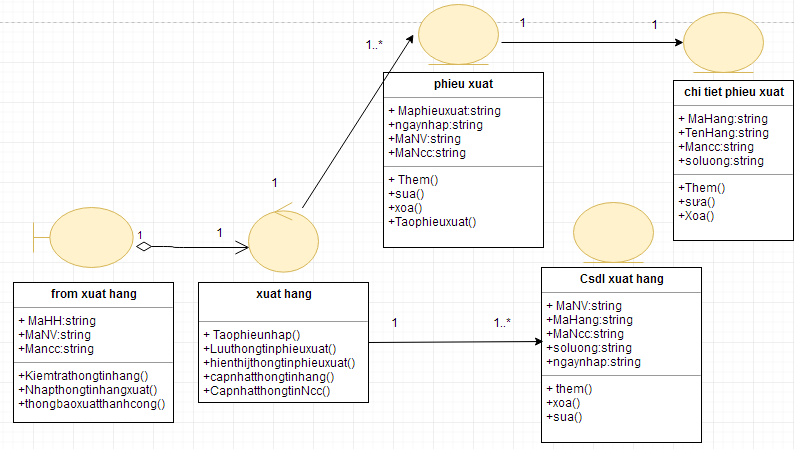 1
1
1..*
phieu xuat
+ Maphieuxuat:string
+ngaynhap:string
+MaNV:string
+MaNcc:string
+ Them()
+sua()
+xoa()
+Taophieuxuat()
chi tiet phieu xuat
+ MaHang:string
+TenHang:string
+Mancc:string
+soluong:string
+Them()
+sưa()
+Xoa()
1
1
1
from xuat hang
+ MaHH:string
+MaNV:string
+Mancc:string
+Kiemtrathongtinhang()
+Nhapthongtinhangxuat()
+thongbaoxuatthanhcong()
xuat hang
+ Taophieunhap()
+Luuthongtinphieuxuat()
+hienthijthongtinphieuxuat()
+capnhatthongtinhang()
+CapnhatthongtinNcc()
1
1..*
Csdl xuat hang
+ MaNV:string
+MaHang:string
+MaNcc:string
+soluong:string
+ngaynhap:string
+ them()
+xoa()
+sua()